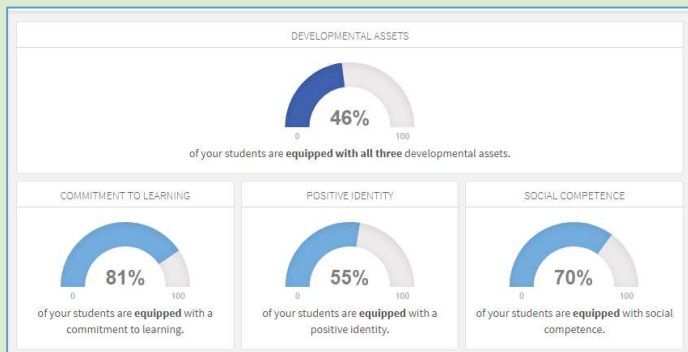 DEVELOPMENTAL ASSETS
46%
0 100
of your students are equipped with all three developmental assets.
COMMITMENT TO LEARNING
81%
0 100
of your students are equipped with a
commitment to learning.
POSITIVE IDENTITY
55%
0 100
of your students are equipped with a
positive identity.
SOCIAL COMPETENCE
70%
0 100
of your students are equipped with social
competence.